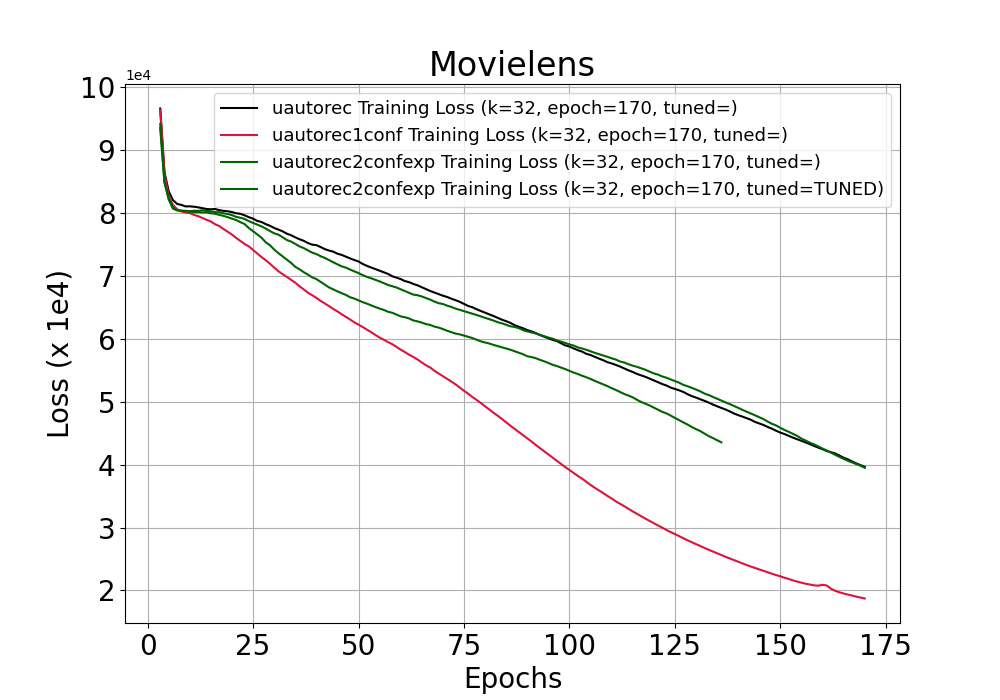 Movielens
1e4
uautorec Training Loss (k=32, epoch=170, tuned=)
uautorec1conf Training Loss (k=32, epoch=170, tuned=)
uautorec2confexp Training Loss (k=32, epoch=170, tuned=)
uautorec2confexp Training Loss (k=32, epoch=170, tuned=TUNED)
10
9
8
7
6
5
4
3
2
Loss (x 1e4)
0 25 50 75 100 125 150 175
Epochs